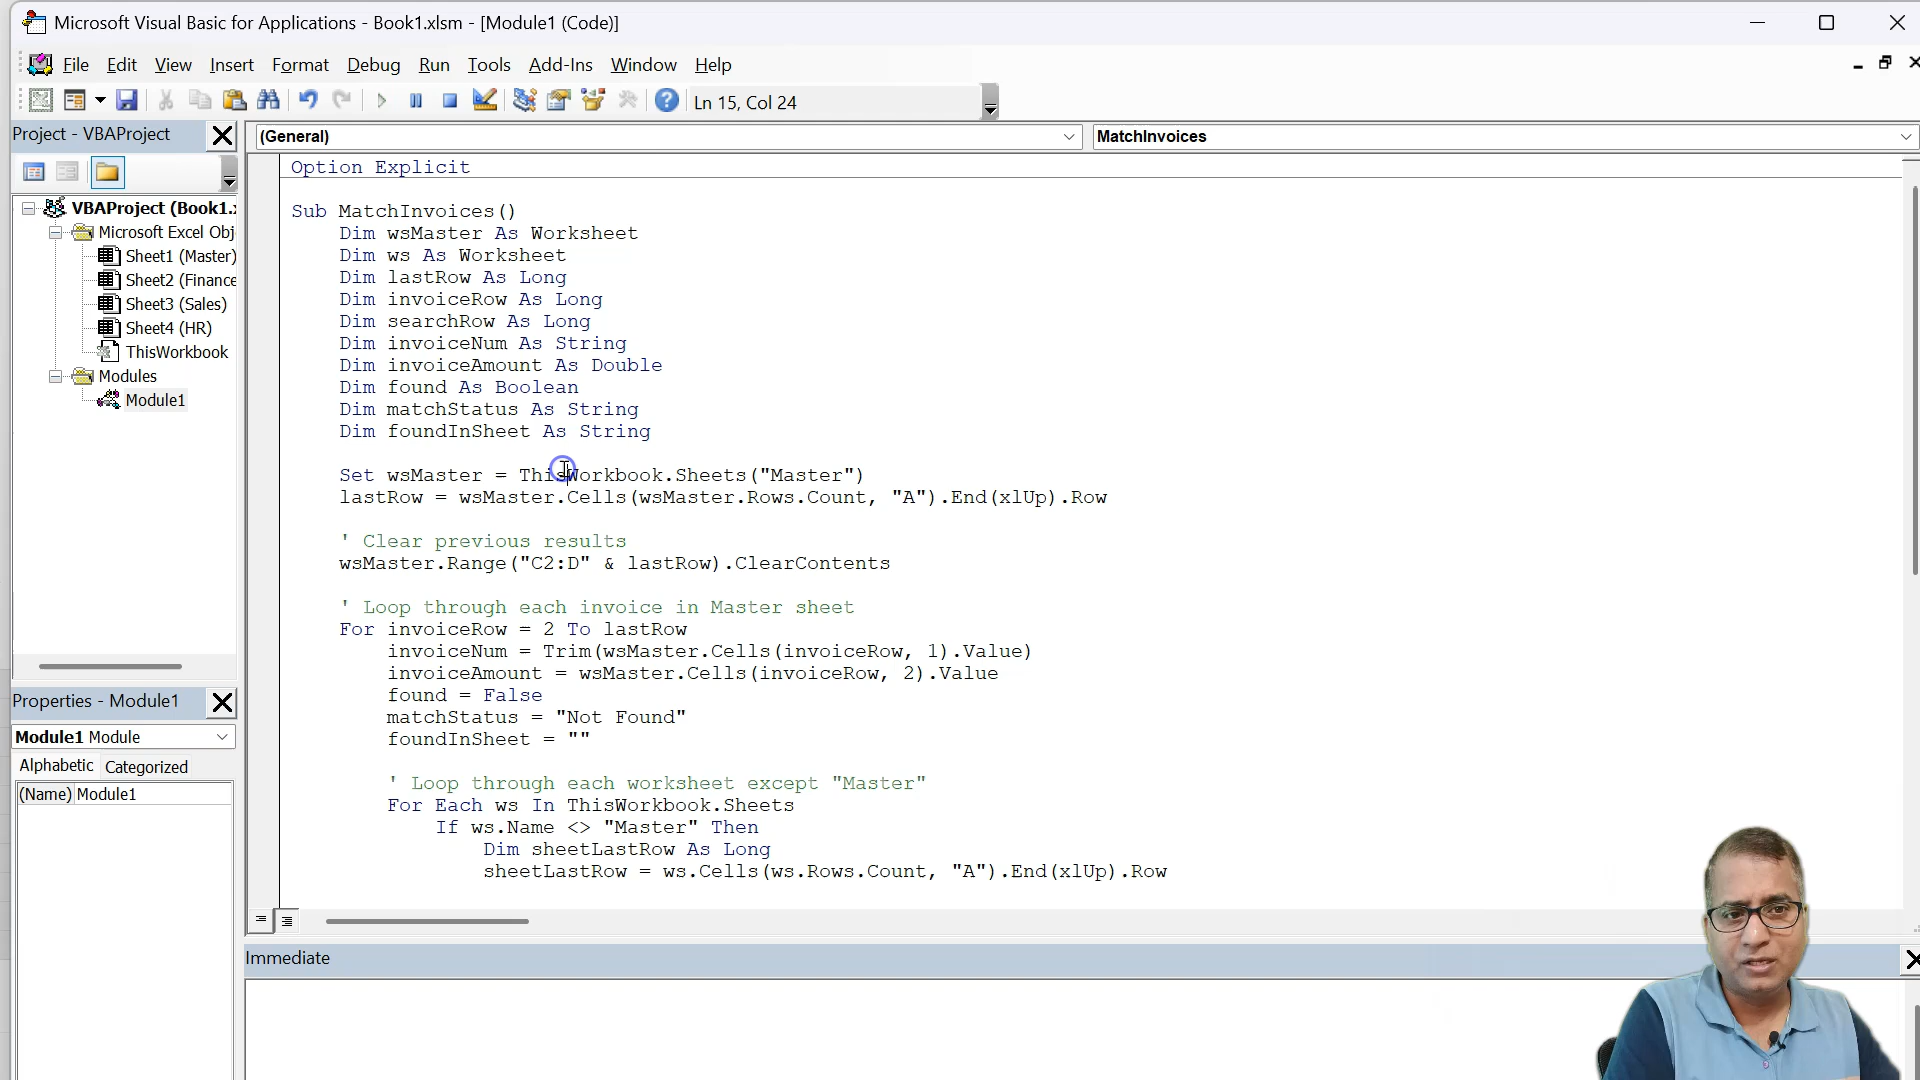 Microsoft Visual Basic for Applications - Book1.xlsm - [Module1 (Code)]
File Edit View Insert Format Debug Run Tools Add-Ins Window Help
Ln 15, Col 24
Project - VBAProject
(General)
MatchInvoices
VBAProject (Book1.x
Microsoft Excel Obj
Sheet1 (Master)
Sheet2 (Finance
Sheet3 (Sales)
Sheet4 (HR)
ThisWorkbook
Modules
Module1
Properties - Module1
Module1 Module
Alphabetic Categorized
(Name) Module1
Option Explicit
Sub MatchInvoices()
Dim wsMaster As Worksheet
Dim ws As Worksheet
Dim lastRow As Long
Dim invoiceRow As Long
Dim searchRow As Long
Dim invoiceNum As String
Dim invoiceAmount As Double
Dim found As Boolean
Dim matchStatus As String
Dim foundInSheet As String
Set wsMaster = ThisWorkbook.Sheets("Master")
lastRow = wsMaster.Cells(wsMaster.Rows.Count, "A").End(xlUp).Row
' Clear previous results
wsMaster.Range("C2:D" & lastRow).ClearContents
' Loop through each invoice in Master sheet
For invoiceRow = 2 To lastRow
invoiceNum = Trim(wsMaster.Cells(invoiceRow, 1).Value)
invoiceAmount = wsMaster.Cells(invoiceRow, 2).Value
found = False
matchStatus = "Not Found"
foundInSheet = ""
' Loop through each worksheet except "Master"
For Each ws In ThisWorkbook.Sheets
If ws.Name <> "Master" Then
Dim sheetLastRow As Long
sheetLastRow = ws.Cells(ws.Rows.Count, "A").End(xlUp).Row
Immediate